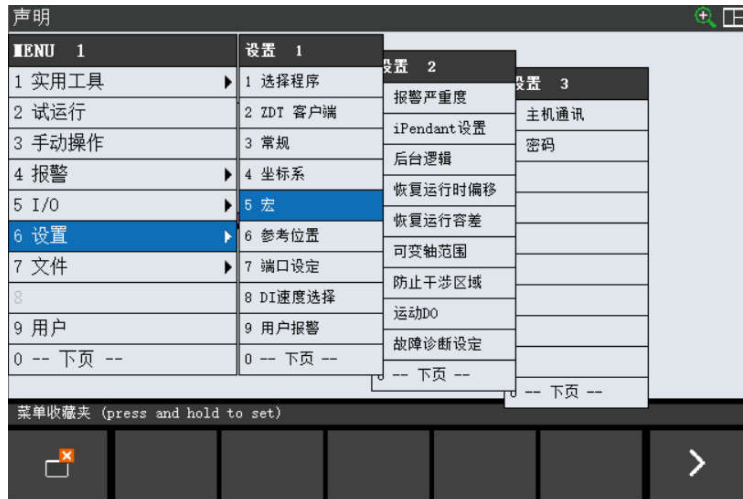 声明
MENU 1
1 实用工具
2 试运行
3 手动操作
4 报警
5 I/O
6 设置
7 文件
8
9 用户
0 -- 下页 --
设置 1
1 选择程序
2 ZDT 客户端
3 常规
4 坐标系
5 宏
6 参考位置
7 端口设定
8 DI速度选择
9 用户报警
0 -- 下页 --
设置 2
报警严重度
iPendant设置
后台逻辑
恢复运行时偏移
恢复运行容差
可变轴范围
防止干涉区域
运动DO
故障诊断设定
0 -- 下页 --
设置 3
主机通讯
密码
0 -- 下页 --
菜单收藏夹 (press and hold to set)